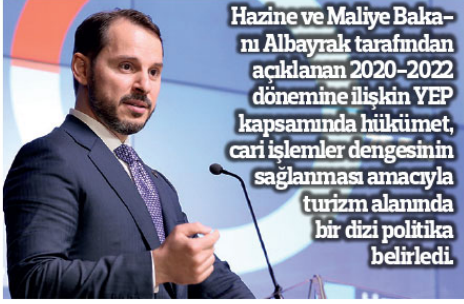 Hazine ve Maliye Baka-
nı Albayrak tarafından
açıklanan 2020-2022
dönemine ilişkin YEP
kapsamında hükümet,
cari işlemler dengesinin
sağlanması amacıyla
turizm alanında
bir dizi politika
belirledi.